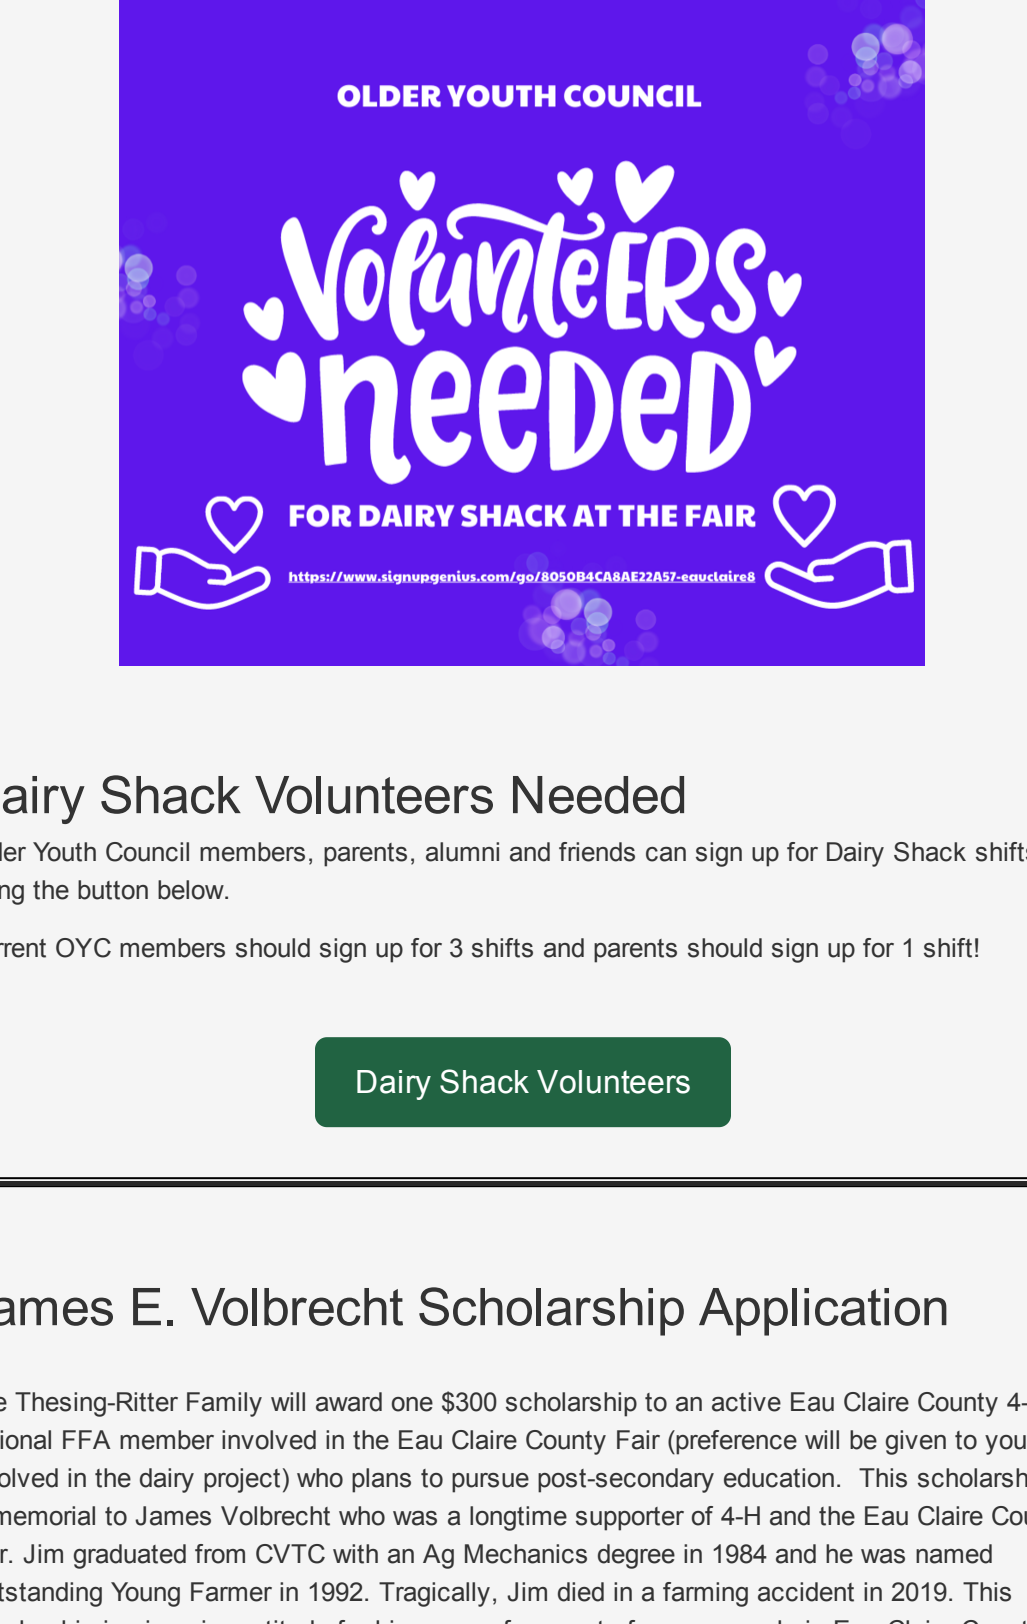 OLDER YOUTH COUNCIL
VolunteERS
neeDeD
FOR DAIRY SHACK AT THE FAIR
https://www.signupgenius.com/go/8050B4CA8AE22A57-eauclaire8
airy Shack Volunteers Needed
der Youth Council members, parents, alumni and friends can sign up for Dairy Shack shifts
ng the button below.
rrent OYC members should sign up for 3 shifts and parents should sign up for 1 shift!
Dairy Shack Volunteers
ames E. Volbrecht Scholarship Application
e Thesing-Ritter Family will award one $300 scholarship to an active Eau Claire County 4-
tional FFA member involved in the Eau Claire County Fair (preference will be given to you
olved in the dairy project) who plans to pursue post-secondary education.  This scholarsh
memorial to James Volbrecht who was a longtime supporter of 4-H and the Eau Claire Cou
r. Jim graduated from CVTC with an Ag Mechanics degree in 1984 and he was named
tstanding Young Farmer in 1992. Tragically, Jim died in a farming accident in 2019. This